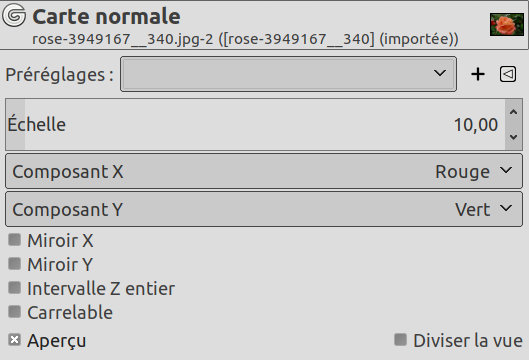 Carte normale
rose-3949167__340.jpg-2 ([rose-3949167__340] (importée))
Préréglages :
Échelle 10,00
Composant X Rouge
Composant Y Vert
Miroir X
Miroir Y
Intervalle Z entier
Carrelable
Aperçu Diviser la vue